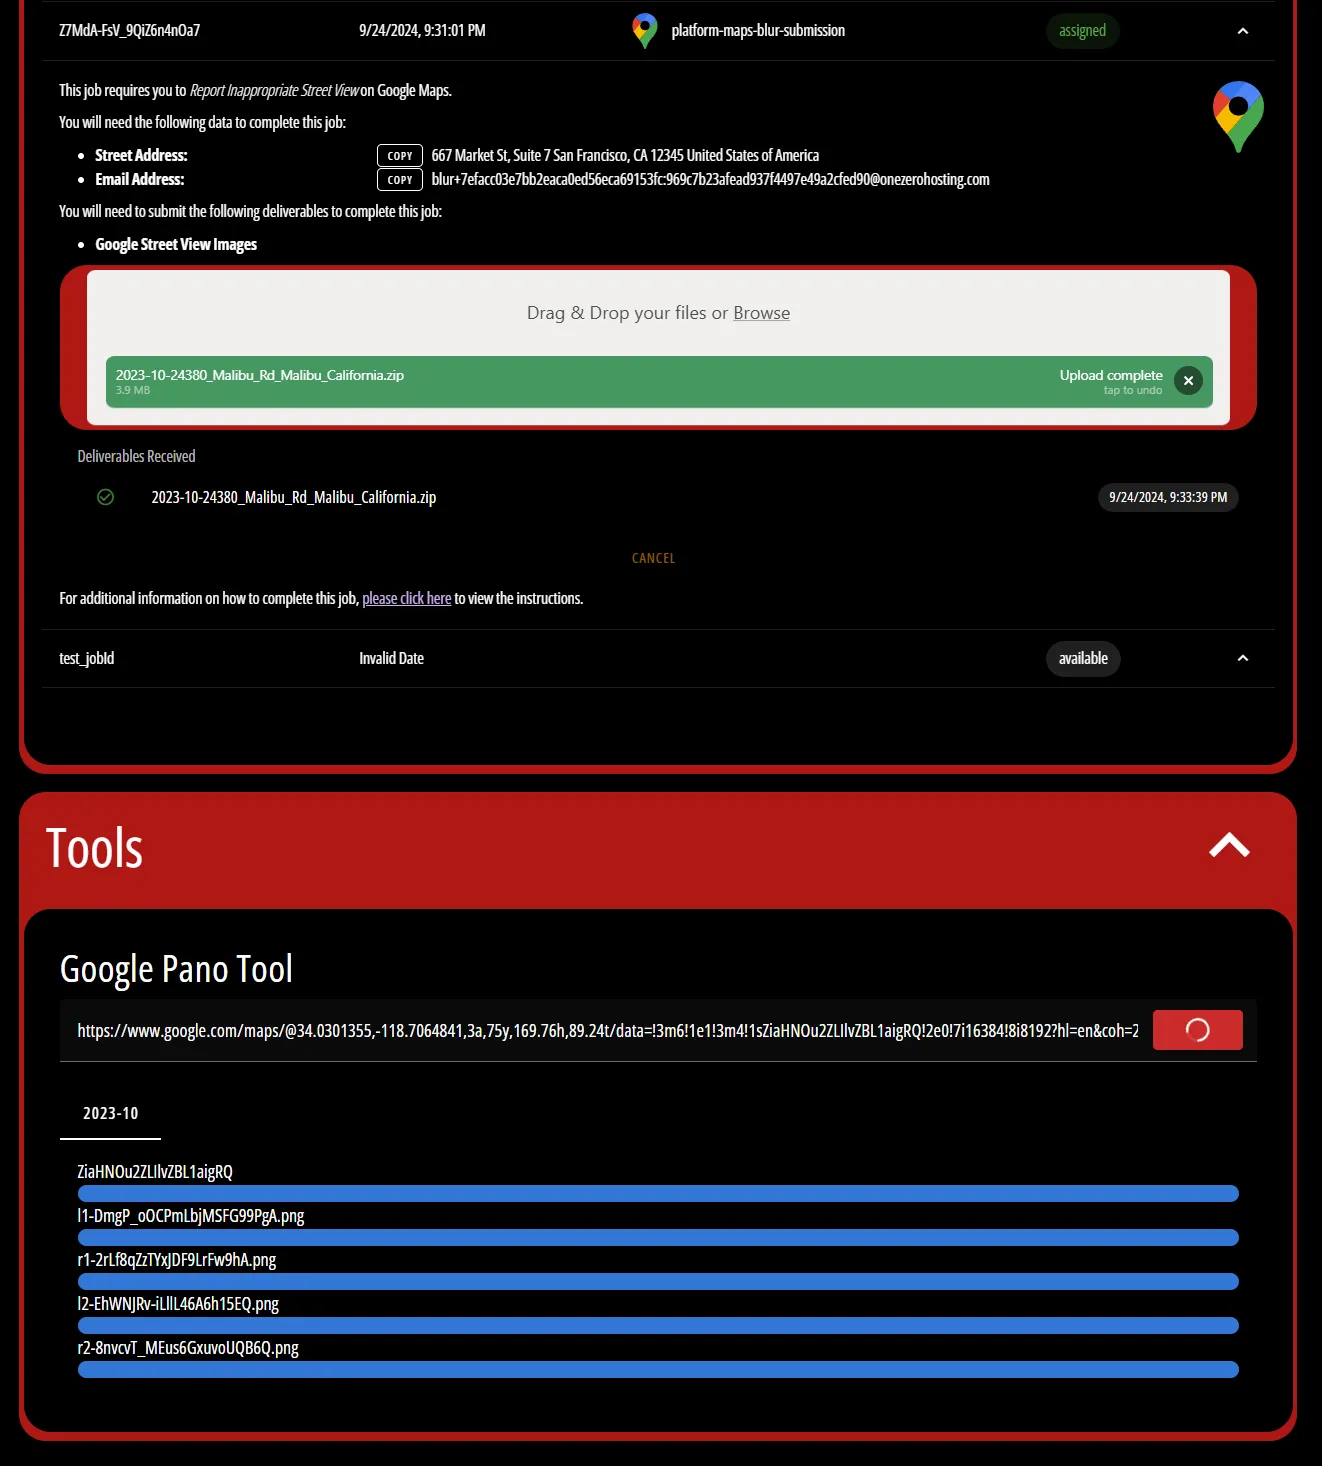 Z7MdA-FsV_9QiZ6n4nOa7 9/24/2024, 9:31:01 PM platform-maps-blur-submission assigned
This job requires you to Report Inappropriate Street View on Google Maps.
You will need the following data to complete this job:
Street Address: COPY 667 Market St, Suite 7 San Francisco, CA 12345 United States of America
Email Address: COPY blur+7efacc03e7bb2eaca0ed56eca69153fc:969c7b23afead937f4497e49a2cfed90@onezerohosting.com
You will need to submit the following deliverables to complete this job:
Google Street View Images
Drag & Drop your files or Browse
2023-10-24380_Malibu_Rd_Malibu_California.zip Upload complete
3.9 MB tap to undo
Deliverables Received
2023-10-24380_Malibu_Rd_Malibu_California.zip 9/24/2024, 9:33:39 PM
CANCEL
For additional information on how to complete this job, please click here to view the instructions.
test_jobId Invalid Date available
Tools
Google Pano Tool
https://www.google.com/maps/@34.0301355,-118.7064841,3a,75y,169.76h,89.24t/data=!3m6!1e1!3m4!1sZiaHNOu2ZLIlvZBL1aigRQ!2e0!7i16384!8i8192?hl=en&coh=2
2023-10
ZiaHNOu2ZLIlvZBL1aigRQ
l1-DmgP_oOCPmLbjMSFG99PgA.png
r1-2rLf8qZzTYxJDF9LrFw9hA.png
l2-EhWNJRv-iLllL46A6h15EQ.png
r2-8nvcvT_MEus6GxuvoUQB6Q.png